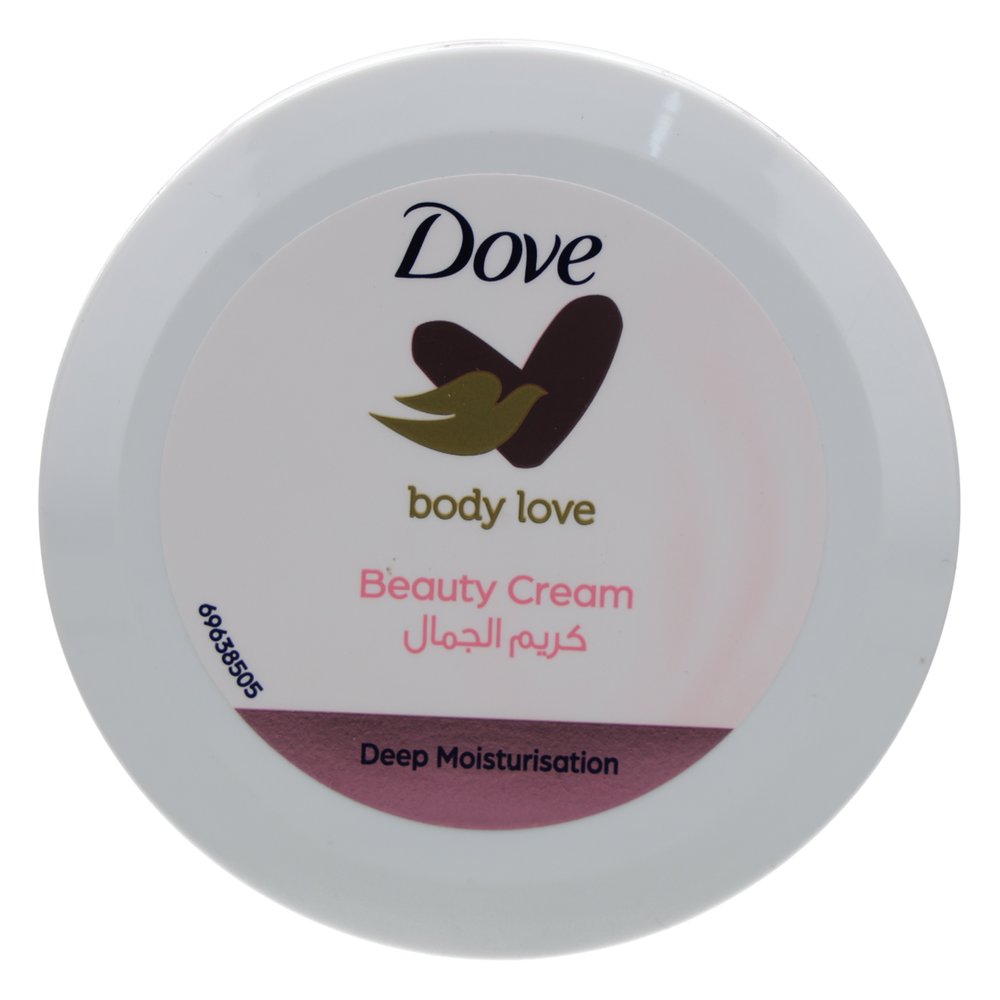 Dove
body love
Beauty Cream
كريم الجمال
69638505
Deep Moisturisation